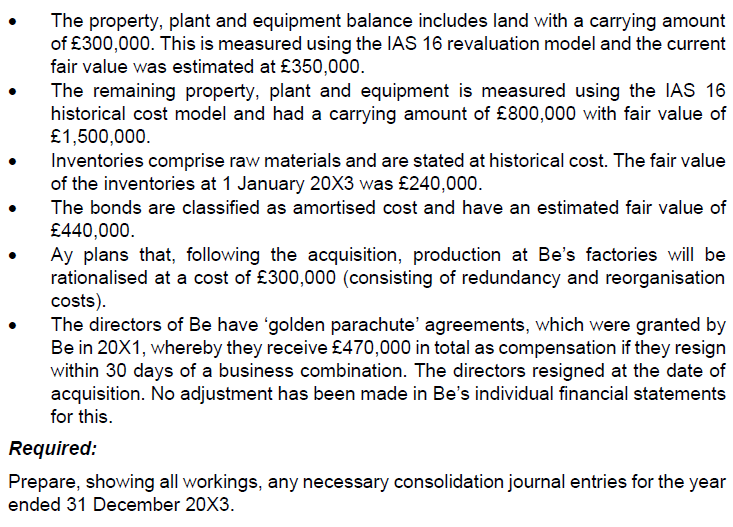 • The property, plant and equipment balance includes land with a carrying amount
of £300,000. This is measured using the IAS 16 revaluation model and the current
fair value was estimated at £350,000.
• The remaining property, plant and equipment is measured using the IAS 16
historical cost model and had a carrying amount of £800,000 with fair value of
£1,500,000.
• Inventories comprise raw materials and are stated at historical cost. The fair value
of the inventories at 1 January 20X3 was £240,000.
• The bonds are classified as amortised cost and have an estimated fair value of
£440,000.
• Ay plans that, following the acquisition, production at Be’s factories will be
rationalised at a cost of £300,000 (consisting of redundancy and reorganisation
costs).
• The directors of Be have ‘golden parachute’ agreements, which were granted by
Be in 20X1, whereby they receive £470,000 in total as compensation if they resign
within 30 days of a business combination. The directors resigned at the date of
acquisition. No adjustment has been made in Be’s individual financial statements
for this.
Required:
Prepare, showing all workings, any necessary consolidation journal entries for the year
ended 31 December 20X3.